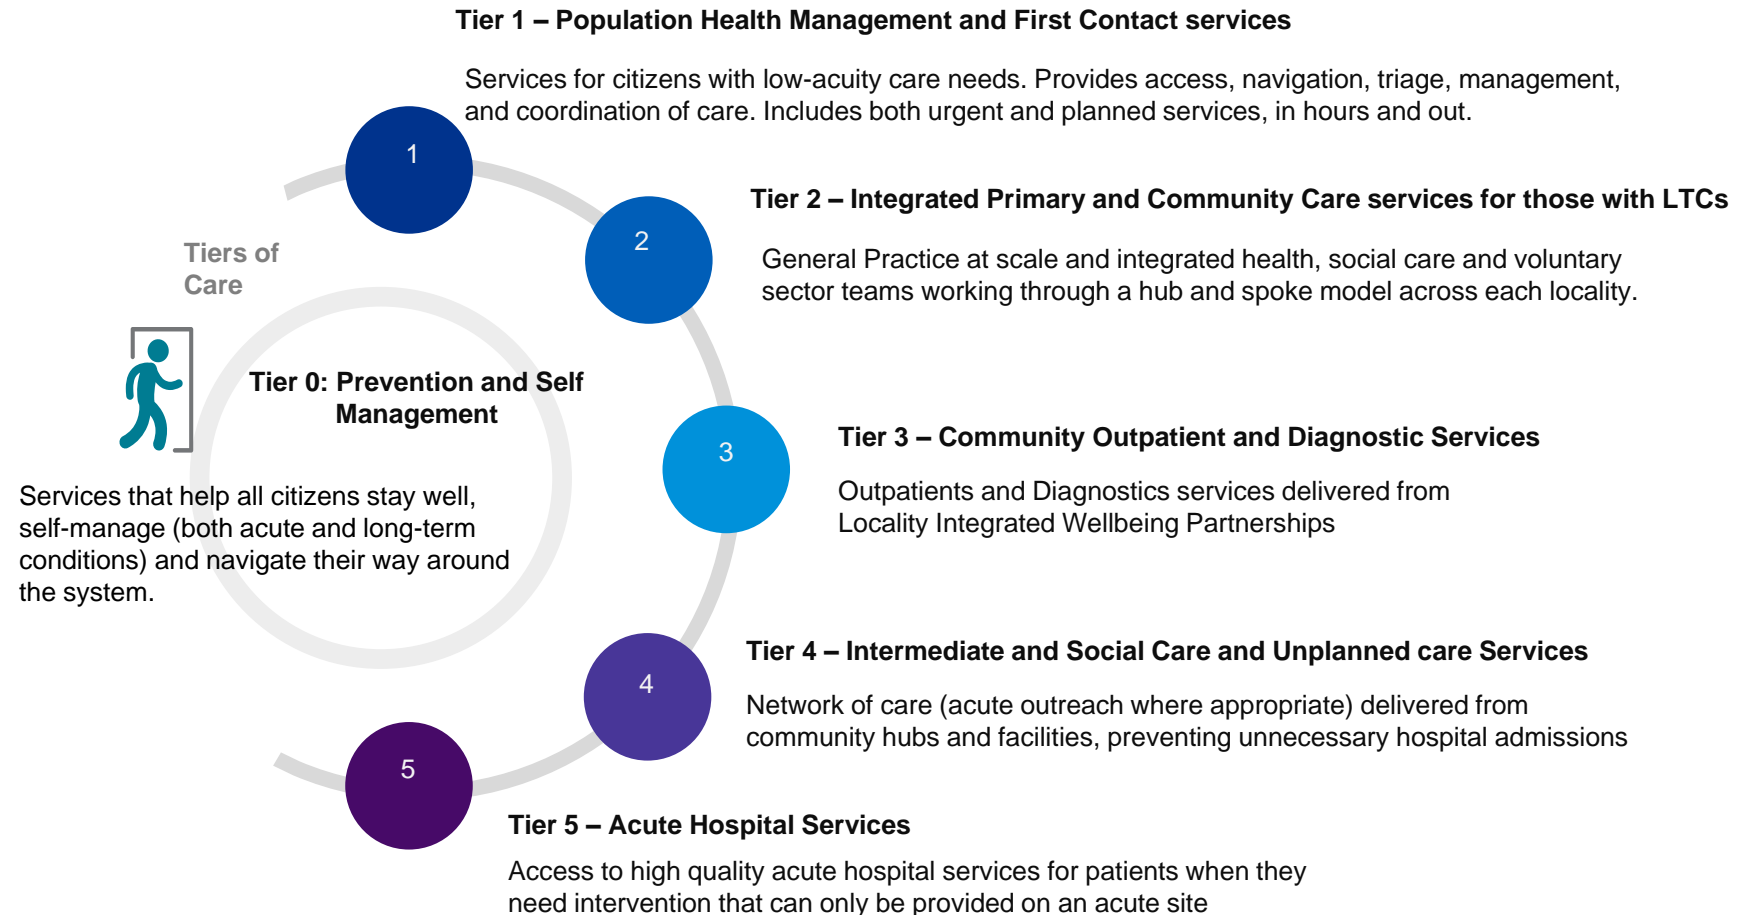 Tier 1 – Population Health Management and First Contact services
Services for citizens with low-acuity care needs. Provides access, navigation, triage, management,
and coordination of care. Includes both urgent and planned services, in hours and out.
1
Tier 2 – Integrated Primary and Community Care services for those with LTCs
2
General Practice at scale and integrated health, social care and voluntary
sector teams working through a hub and spoke model across each locality.
Tiers of
Care
Tier 0: Prevention and Self
Management
Services that help all citizens stay well,
self-manage (both acute and long-term
conditions) and navigate their way around
the system.
3
Tier 3 – Community Outpatient and Diagnostic Services
Outpatients and Diagnostics services delivered from
Locality Integrated Wellbeing Partnerships
4
Tier 4 – Intermediate and Social Care and Unplanned care Services
Network of care (acute outreach where appropriate) delivered from
community hubs and facilities, preventing unnecessary hospital admissions
5
Tier 5 – Acute Hospital Services
Access to high quality acute hospital services for patients when they
need intervention that can only be provided on an acute site